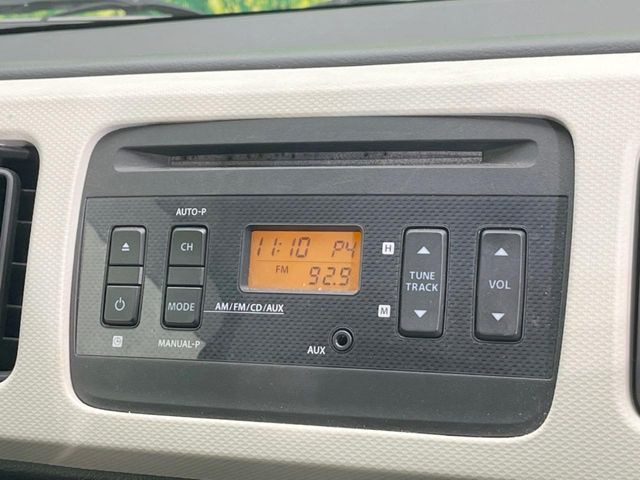 AUTO-P
CH
MODE
MANUAL-P
11:10 P4
FM 92.9
AM/FM/CD/AUX
AUX
H
M
TUNE
TRACK
VOL